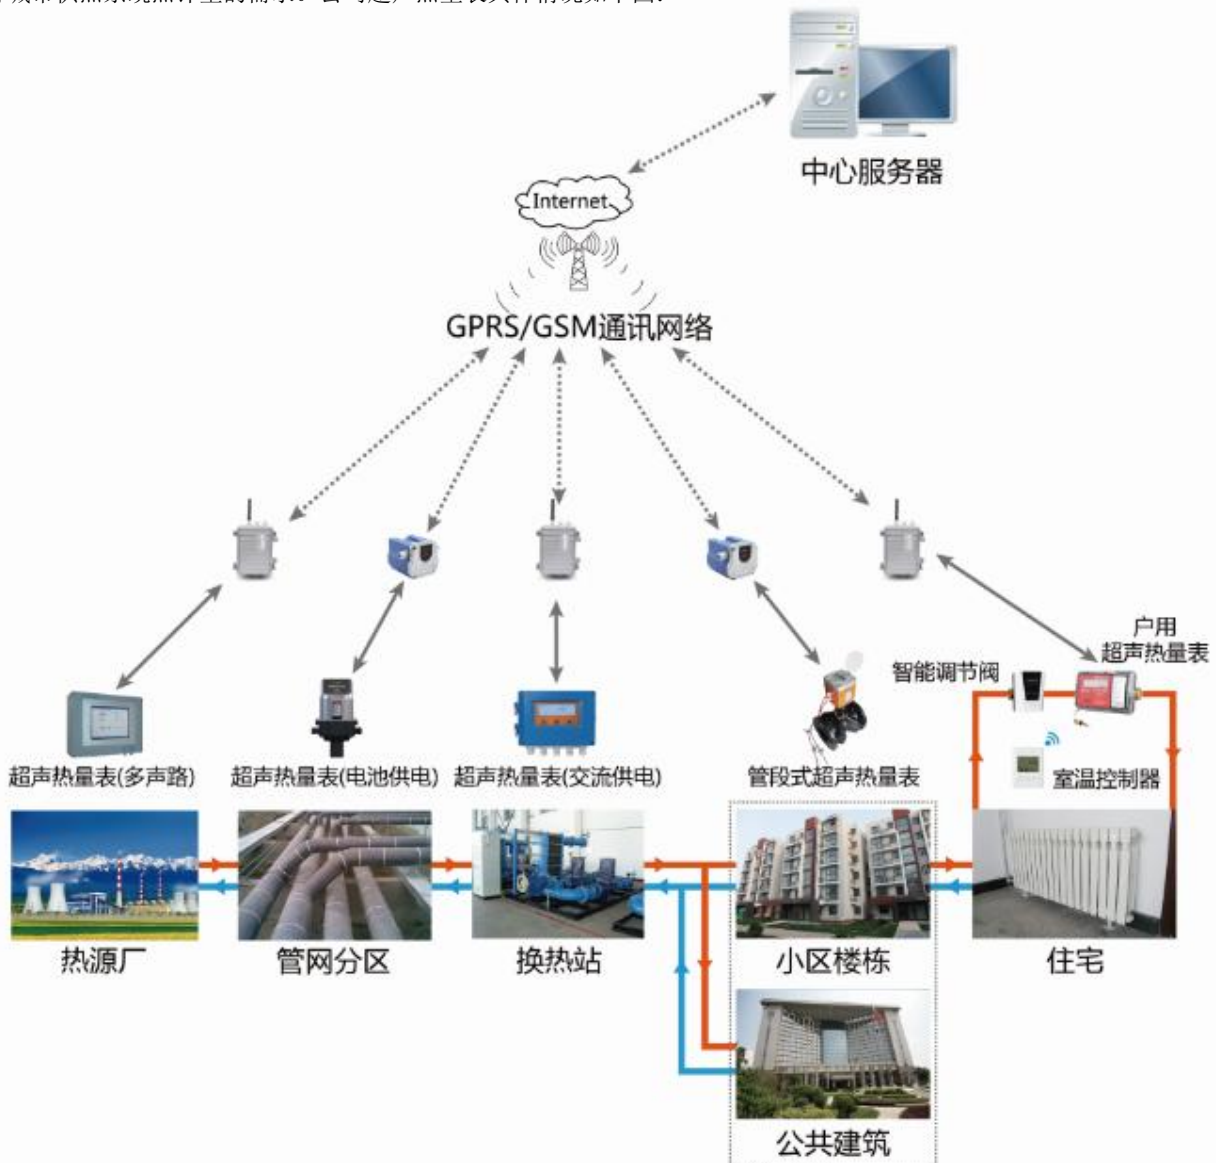 中心服务器
Internet
GPRS/GSM通讯网络
户用
超声热量表
智能调节阀
室温控制器
超声热量表(多声路)
超声热量表(电池供电)
超声热量表(交流供电)
管段式超声热量表
热源厂
管网分区
换热站
小区楼栋
住宅
公共建筑